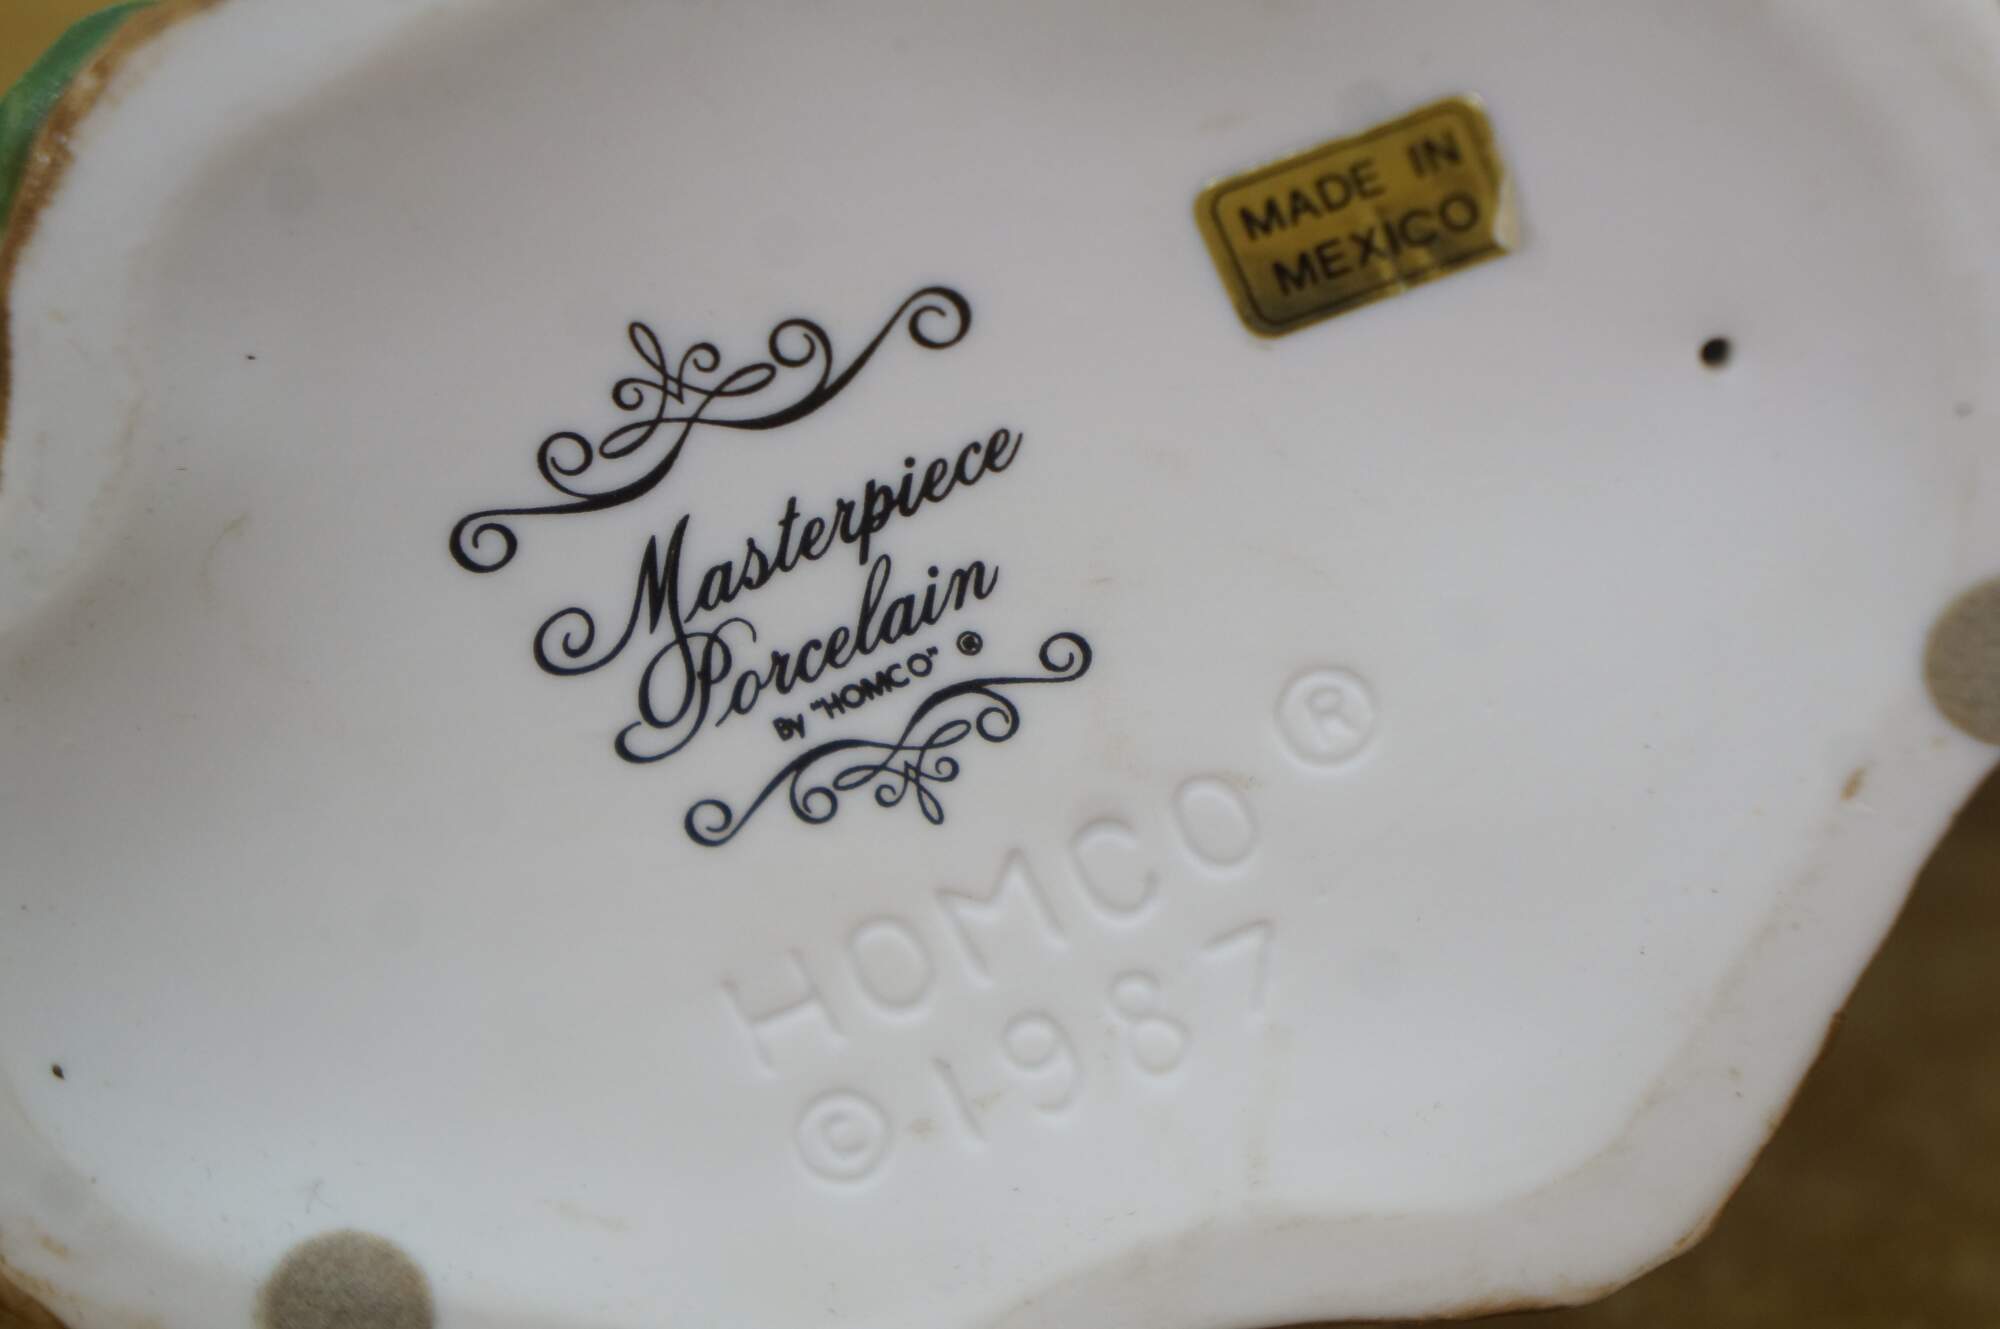 MADE IN
MEXICO
Masterpiece
Porcelain
By "HOMCO" ®
HOMCO ®
© 1987